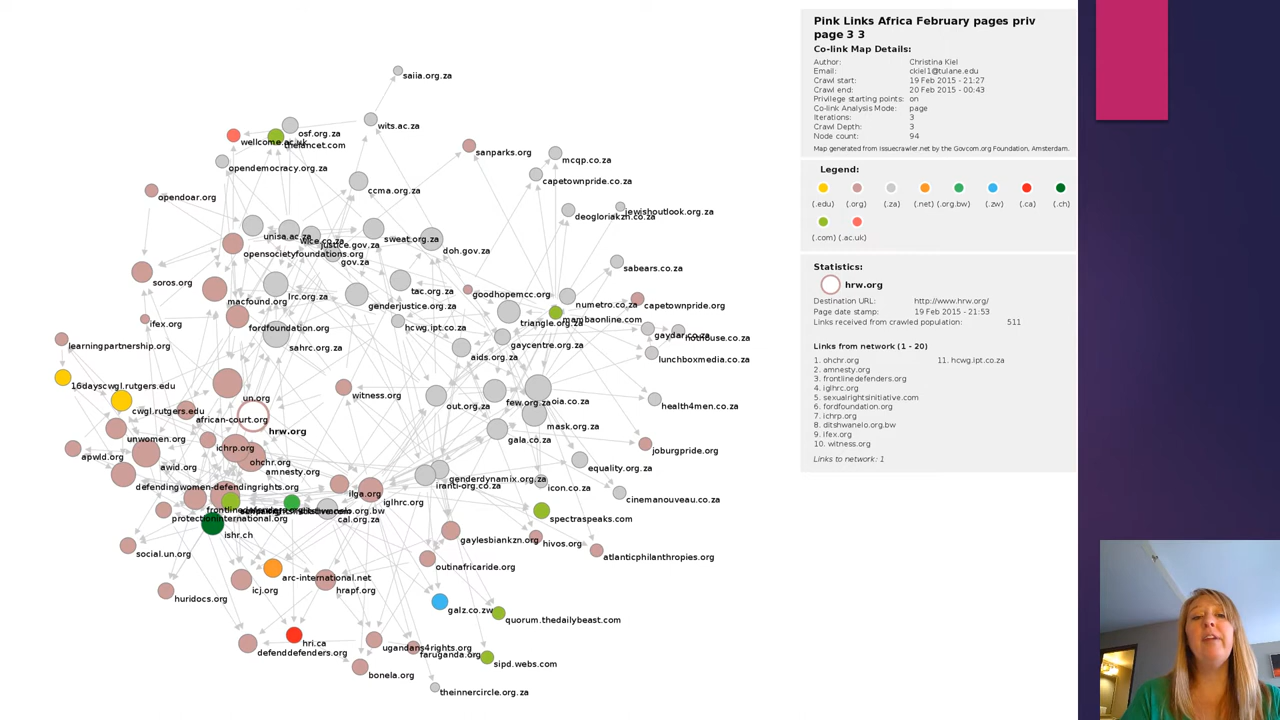 Pink Links Africa February pages priv
page 3 3
Co-link Map Details:
Author: Christina Kiel
Email: ckiel1@tulane.edu
Crawl start: 19 Feb 2015 - 21:27
Crawl end: 20 Feb 2015 - 00:43
Privilege starting points: on
Co-link Analysis Mode: page
Iterations: 3
Crawl Depth: 3
Node count: 94
Map generated from Issuecrawler.net by the Govcom.org Foundation, Amsterdam.
Legend:
(.edu) (.org) (.za) (.net) (.org.bw) (.zw) (.ca) (.ch)
(.com) (.ac.uk)
Statistics:
hrw.org
Destination URL: http://www.hrw.org/
Page date stamp: 19 Feb 2015 - 21:53
Links received from crawled population: 511
Links from network (1 - 20)
1. ohchr.org 11. hcwg.ipt.co.za
2. amnesty.org
3. frontlinedefenders.org
4. iglhrc.org
5. sexualrightsinitiative.com
6. fordfoundation.org
7. ichrp.org
8. ditshwanelo.org.bw
9. ifex.org
10. witness.org
Links to network: 1
saiia.org.za
wits.ac.za
osf.org.za
wellcome.ac.uk
thelancet.com
sanparks.org
mcqp.co.za
opendemocracy.org.za
capetownpride.co.za
ccma.org.za
opendoar.org
jewishoutlook.org.za
deogloriakzn.co.za
unisa.ac.za
justice.gov.za
sweat.org.za
doh.gov.za
opensocietyfoundations.org
gov.za
sabears.co.za
soros.org
tac.org.za
goodhopemcc.org
lrc.org.za
macfound.org
genderjustice.org.za
numetro.co.za
capetownpride.org
mambaonline.com
triangle.org.za
ifex.org
fordfoundation.org
hcwg.ipt.co.za
gaydar.co.za
hothouse.co.za
learningpartnership.org
sahrc.org.za
gaycentre.org.za
aids.org.za
lunchboxmedia.co.za
16dayscwgl.rutgers.edu
un.org
witness.org
cwgl.rutgers.edu
african-court.org
out.org.za
few.org.za
oia.co.za
health4men.co.za
hrw.org
mask.org.za
unwomen.org
ichrp.org
gala.co.za
joburgpride.org
apwld.org
awid.org
ohchr.org
amnesty.org
equality.org.za
genderdynamix.org.za
iranti-org.co.za
defendingwomen-defendingrights.org
icon.co.za
ilga.org
iglhrc.org
cinemanouveau.co.za
protectioninternational.org
cal.org.za
spectraspeaks.com
ishr.ch
gaylesbiankzn.org
hivos.org
social.un.org
atlanticphilanthropies.org
outinafricaride.org
arc-international.net
icj.org
hrapf.org
huridocs.org
galz.co.zw
quorum.thedailybeast.com
hri.ca
defenddefenders.org
ugandans4rights.org
faruganda.org
sipd.webs.com
bonela.org
theinnercircle.org.za